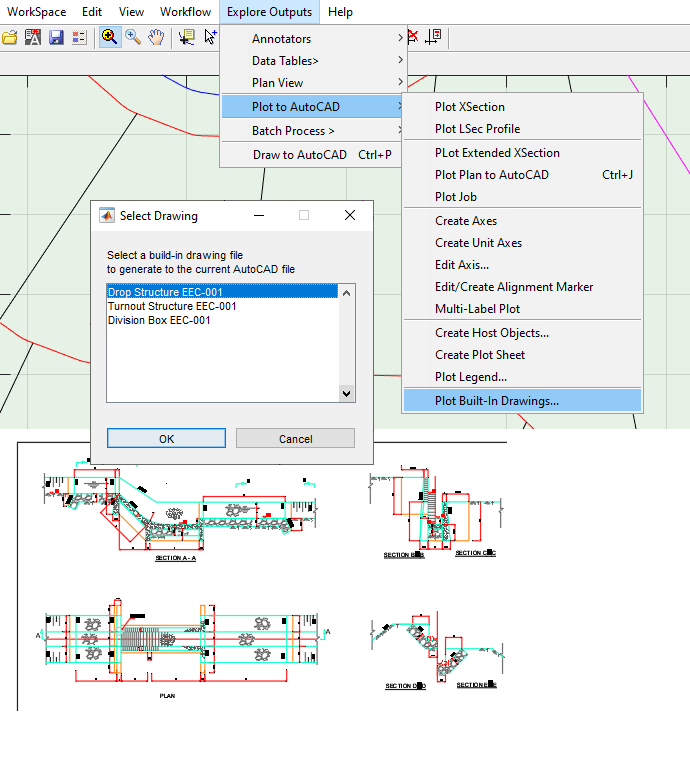 WorkSpace Edit View Workflow Explore Outputs Help
Annotators
Data Tables>
Plan View
Plot to AutoCAD
Batch Process >
Draw to AutoCAD Ctrl+P
Plot XSection
Plot LSec Profile
PLot Extended XSection
Plot Plan to AutoCAD Ctrl+J
Plot Job
Create Axes
Create Unit Axes
Edit Axis...
Edit/Create Alignment Marker
Multi-Label Plot
Create Host Objects...
Create Plot Sheet
Plot Legend...
Plot Built-In Drawings...
Select Drawing
Select a build-in drawing file
to generate to the current AutoCAD file
Drop Structure EEC-001
Turnout Structure EEC-001
Division Box EEC-001
OK Cancel
SECTION A - A
SECTION
SECTION
A A
PLAN
SECTION
SECTION